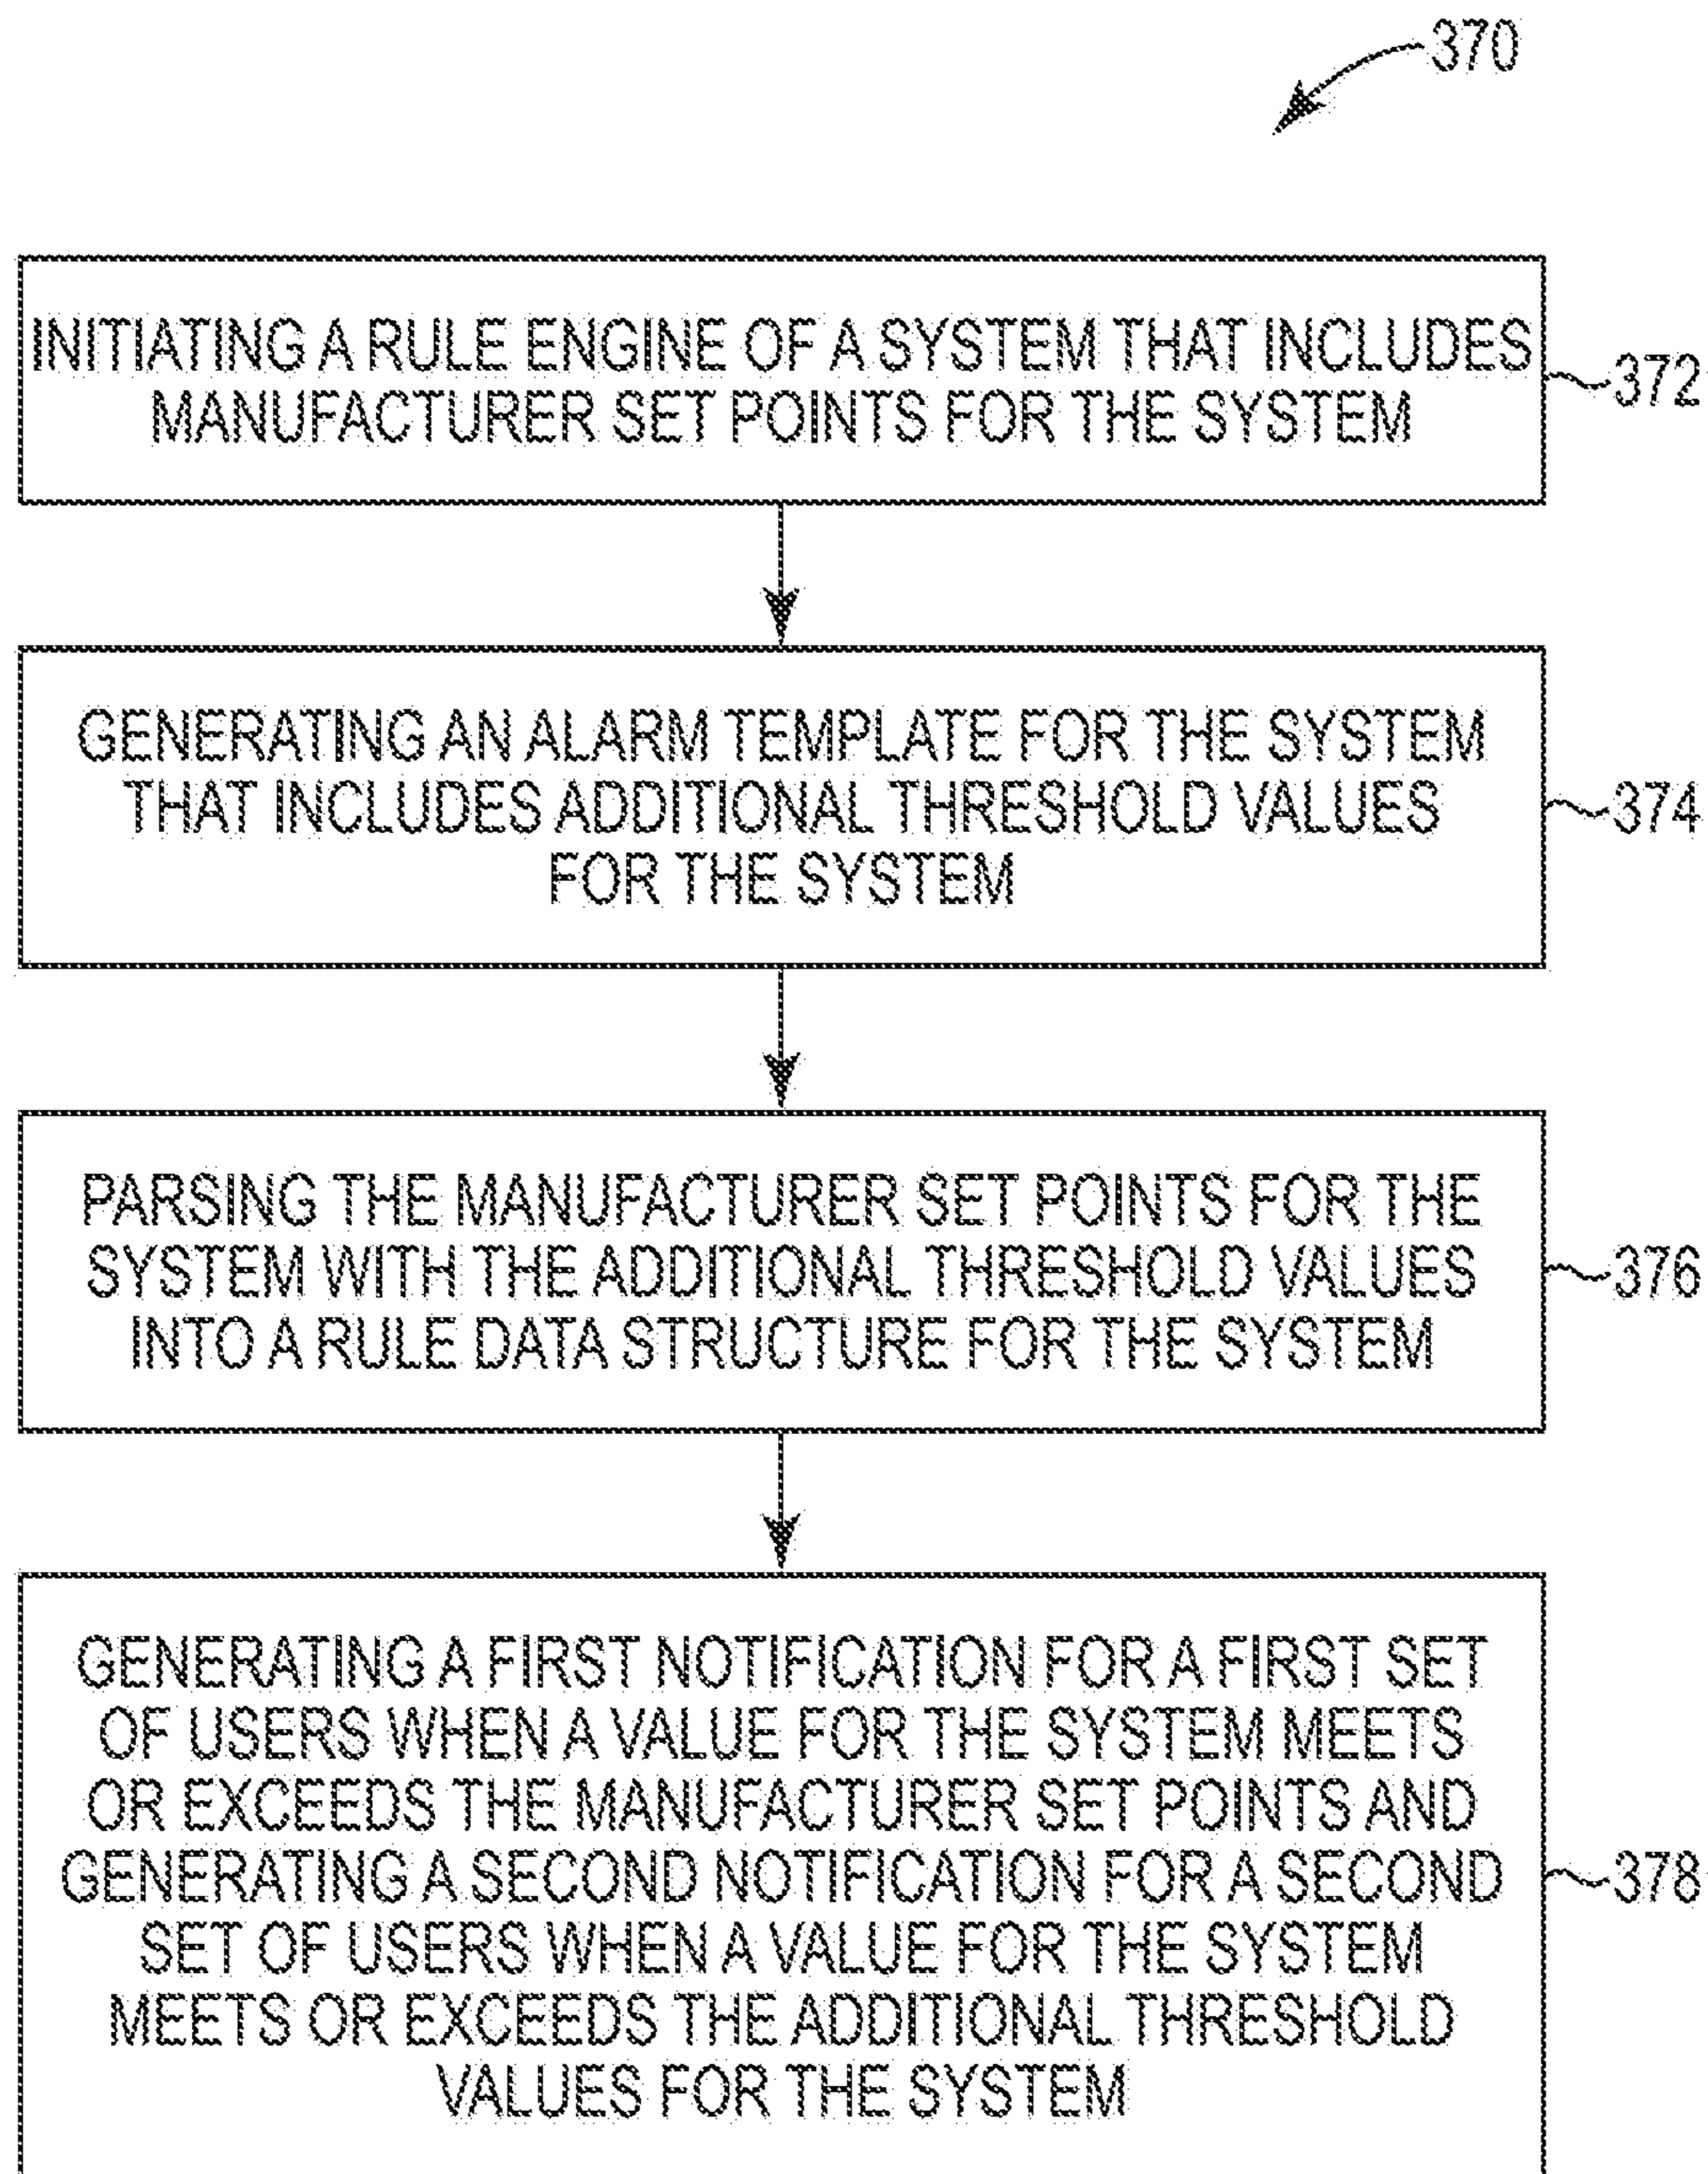 370
INITIATING A RULE ENGINE OF A SYSTEM THAT INCLUDES
MANUFACTURER SET POINTS FOR THE SYSTEM
372
GENERATING AN ALARM TEMPLATE FOR THE SYSTEM
THAT INCLUDES ADDITIONAL THRESHOLD VALUES
FOR THE SYSTEM
374
PARSING THE MANUFACTURER SET POINTS FOR THE
SYSTEM WITH THE ADDITIONAL THRESHOLD VALUES
INTO A RULE DATA STRUCTURE FOR THE SYSTEM
376
GENERATING A FIRST NOTIFICATION FOR A FIRST SET
OF USERS WHEN A VALUE FOR THE SYSTEM MEETS
OR EXCEEDS THE MANUFACTURER SET POINTS AND
GENERATING A SECOND NOTIFICATION FOR A SECOND
SET OF USERS WHEN A VALUE FOR THE SYSTEM
MEETS OR EXCEEDS THE ADDITIONAL THRESHOLD
VALUES FOR THE SYSTEM
378